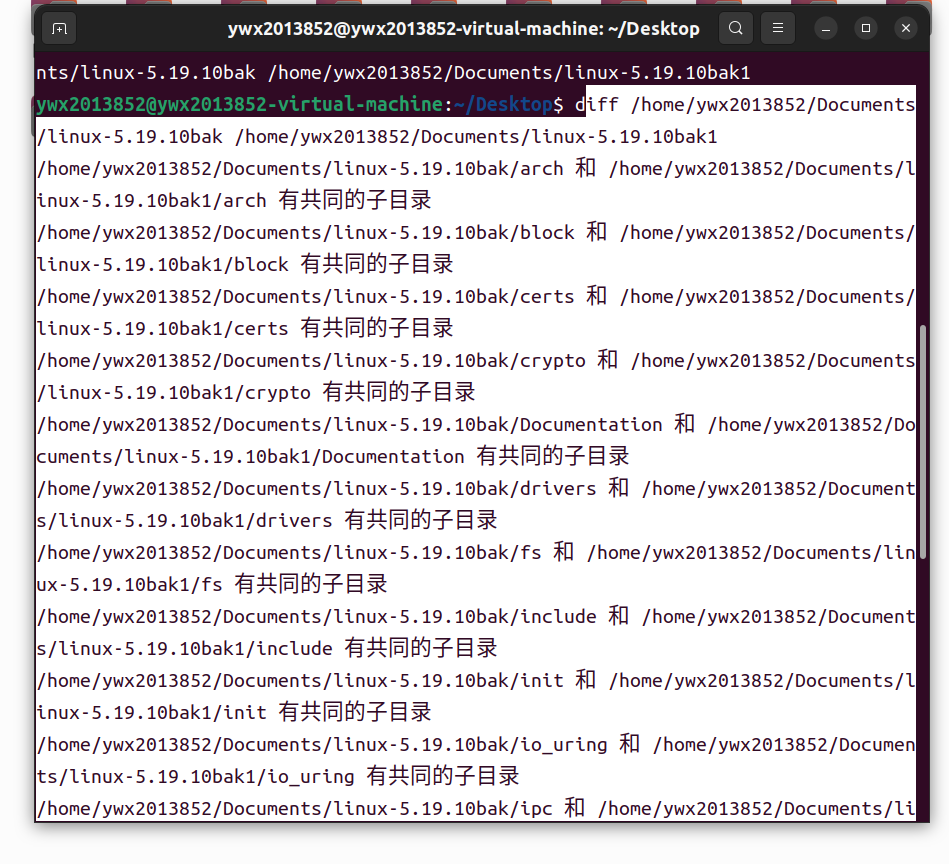 ywx2013852@ywx2013852-virtual-machine: ~/Desktop
nts/linux-5.19.10bak /home/ywx2013852/Documents/linux-5.19.10bak1
ywx2013852@ywx2013852-virtual-machine:~/Desktop$ diff /home/ywx2013852/Documents
/linux-5.19.10bak /home/ywx2013852/Documents/linux-5.19.10bak1
/home/ywx2013852/Documents/linux-5.19.10bak/arch 和 /home/ywx2013852/Documents/l
inux-5.19.10bak1/arch 有共同的子目录
/home/ywx2013852/Documents/linux-5.19.10bak/block 和 /home/ywx2013852/Documents/
linux-5.19.10bak1/block 有共同的子目录
/home/ywx2013852/Documents/linux-5.19.10bak/certs 和 /home/ywx2013852/Documents/
linux-5.19.10bak1/certs 有共同的子目录
/home/ywx2013852/Documents/linux-5.19.10bak/crypto 和 /home/ywx2013852/Documents
/linux-5.19.10bak1/crypto 有共同的子目录
/home/ywx2013852/Documents/linux-5.19.10bak/Documentation 和 /home/ywx2013852/Do
cuments/linux-5.19.10bak1/Documentation 有共同的子目录
/home/ywx2013852/Documents/linux-5.19.10bak/drivers 和 /home/ywx2013852/Document
s/linux-5.19.10bak1/drivers 有共同的子目录
/home/ywx2013852/Documents/linux-5.19.10bak/fs 和 /home/ywx2013852/Documents/lin
ux-5.19.10bak1/fs 有共同的子目录
/home/ywx2013852/Documents/linux-5.19.10bak/include 和 /home/ywx2013852/Document
s/linux-5.19.10bak1/include 有共同的子目录
/home/ywx2013852/Documents/linux-5.19.10bak/init 和 /home/ywx2013852/Documents/l
inux-5.19.10bak1/init 有共同的子目录
/home/ywx2013852/Documents/linux-5.19.10bak/io_uring 和 /home/ywx2013852/Documen
ts/linux-5.19.10bak1/io_uring 有共同的子目录
/home/ywx2013852/Documents/linux-5.19.10bak/ipc 和 /home/ywx2013852/Documents/li